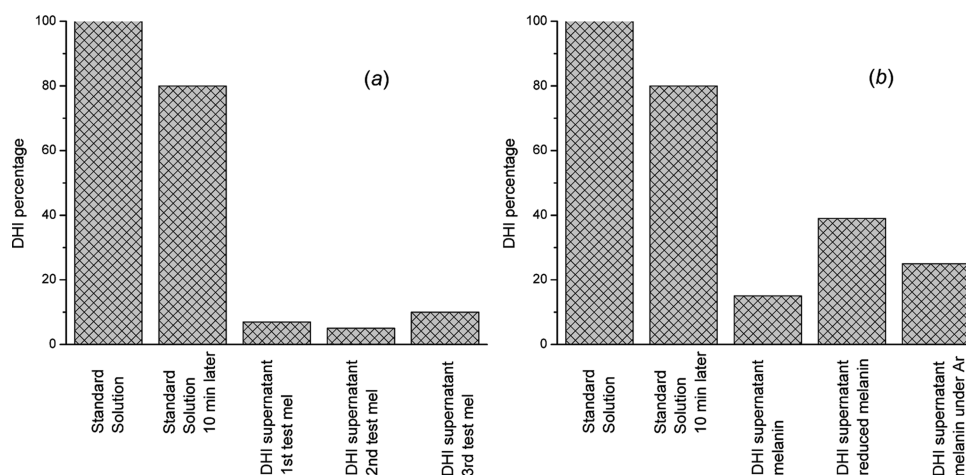 (a)
DHI percentage
100
80
60
40
20
0
Standard
Solution
Standard
Solution
10 min later
DHI supernatant
1st test mel
DHI supernatant
2nd test mel
DHI supernatant
3rd test mel
(b)
DHI percentage
100
80
60
40
20
0
Standard
Solution
Standard
Solution
10 min later
DHI supernatant
melanin
DHI supernatant
reduced melanin
DHI supernatant
melanin under Ar